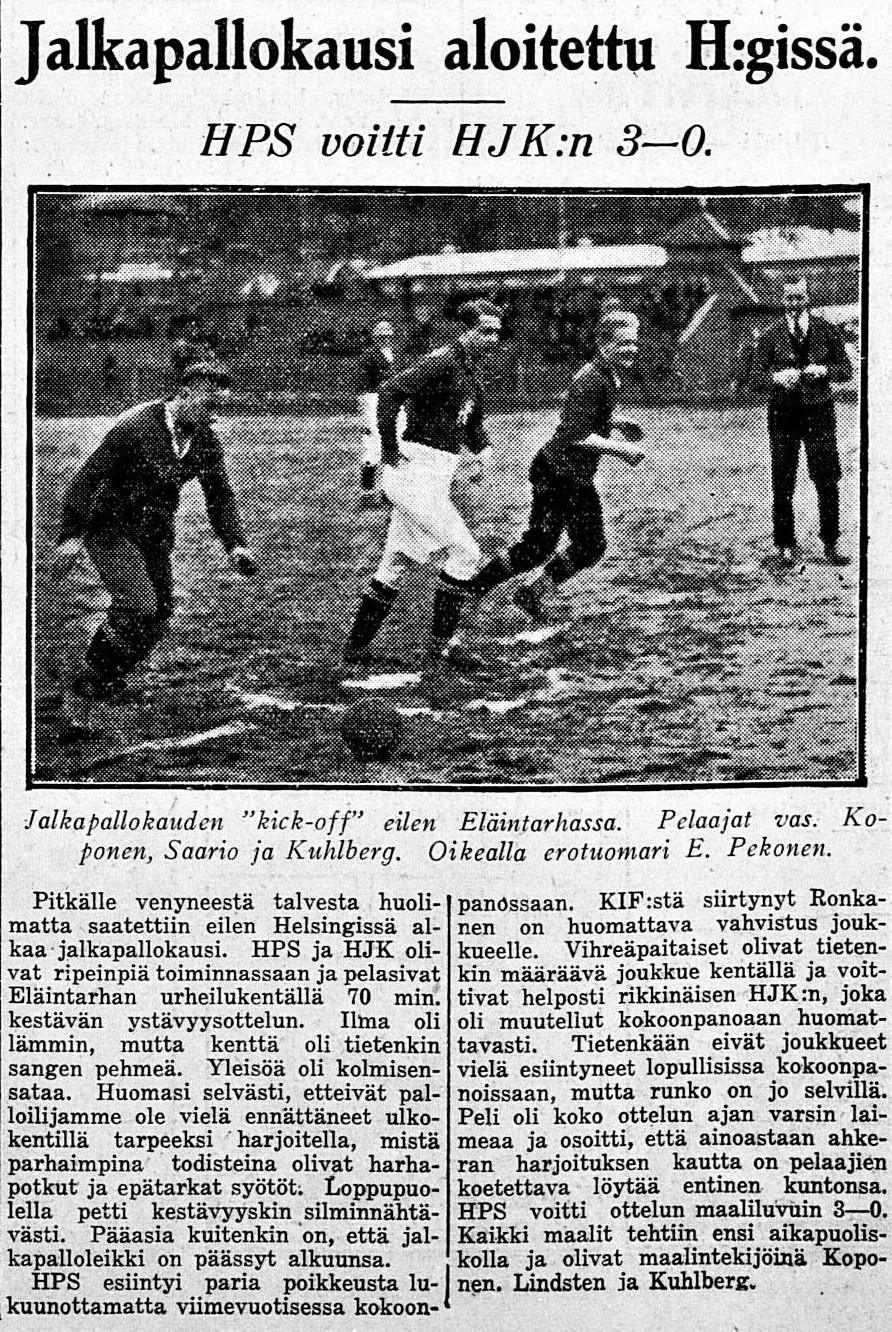 Jalkapallokausi aloitettu H:gissä.
HPS voitti HJK:n 3—0.
Jalkapallokauden "kick-off" eilen Eläintarhassa. Pelaajat vas. Ko-
ponen, Saario ja Kuhlberg. Oikealla erotuomari E. Pekonen.
Pitkälle venyneestä talvesta huoli-
matta saatettiin eilen Helsingissä al-
kaa jalkapallokausi. HPS ja HJK oli-
vat ripeinpiä toiminnassaan ja pelasivat
Eläintarhan urheilukentällä 70 min.
kestävän ystävyysottelun. Ilma oli
lämmin, mutta kenttä oli tietenkin
sangen pehmeä. Yleisöä oli kolmisen-
sataa. Huomasi selvästi, etteivät pal-
loilijamme ole vielä ennättäneet ulko-
kentillä tarpeeksi harjoitella, mistä
parhaimpina todisteina olivat harha-
potkut ja epätarkat syötöt. Loppupuo-
lella petti kestävyyskin silminnähtä-
västi. Pääasia kuitenkin on, että jal-
kapalloleikki on päässyt alkuunsa.
HPS esiintyi paria poikkeusta lu-
kuunottamatta viimevuotisessa kokoon-
panossaan. KIF:stä siirtynyt Ronka-
nen on huomattava vahvistus jouk-
kueelle. Vihreäpaitaiset olivat tieten-
kin määräävä joukkue kentällä ja voit-
tivat helposti rikkinäisen HJK:n, joka
oli muutellut kokoonpanoaan huomat-
tavasti. Tietenkään eivät joukkueet
vielä esiintyneet lopullisissa kokoonpa-
noissaan, mutta runko on jo selvillä.
Peli oli koko ottelun ajan varsin lai-
meaa ja osoitti, että ainoastaan ahke-
ran harjoituksen kautta on pelaajien
koetettava löytää entinen kuntonsa.
HPS voitti ottelun maaliluvuin 3—0.
Kaikki maalit tehtiin ensi aikapuolis-
kolla ja olivat maalintekijöinä Kopo-
nen, Lindsten ja Kuhlberg.